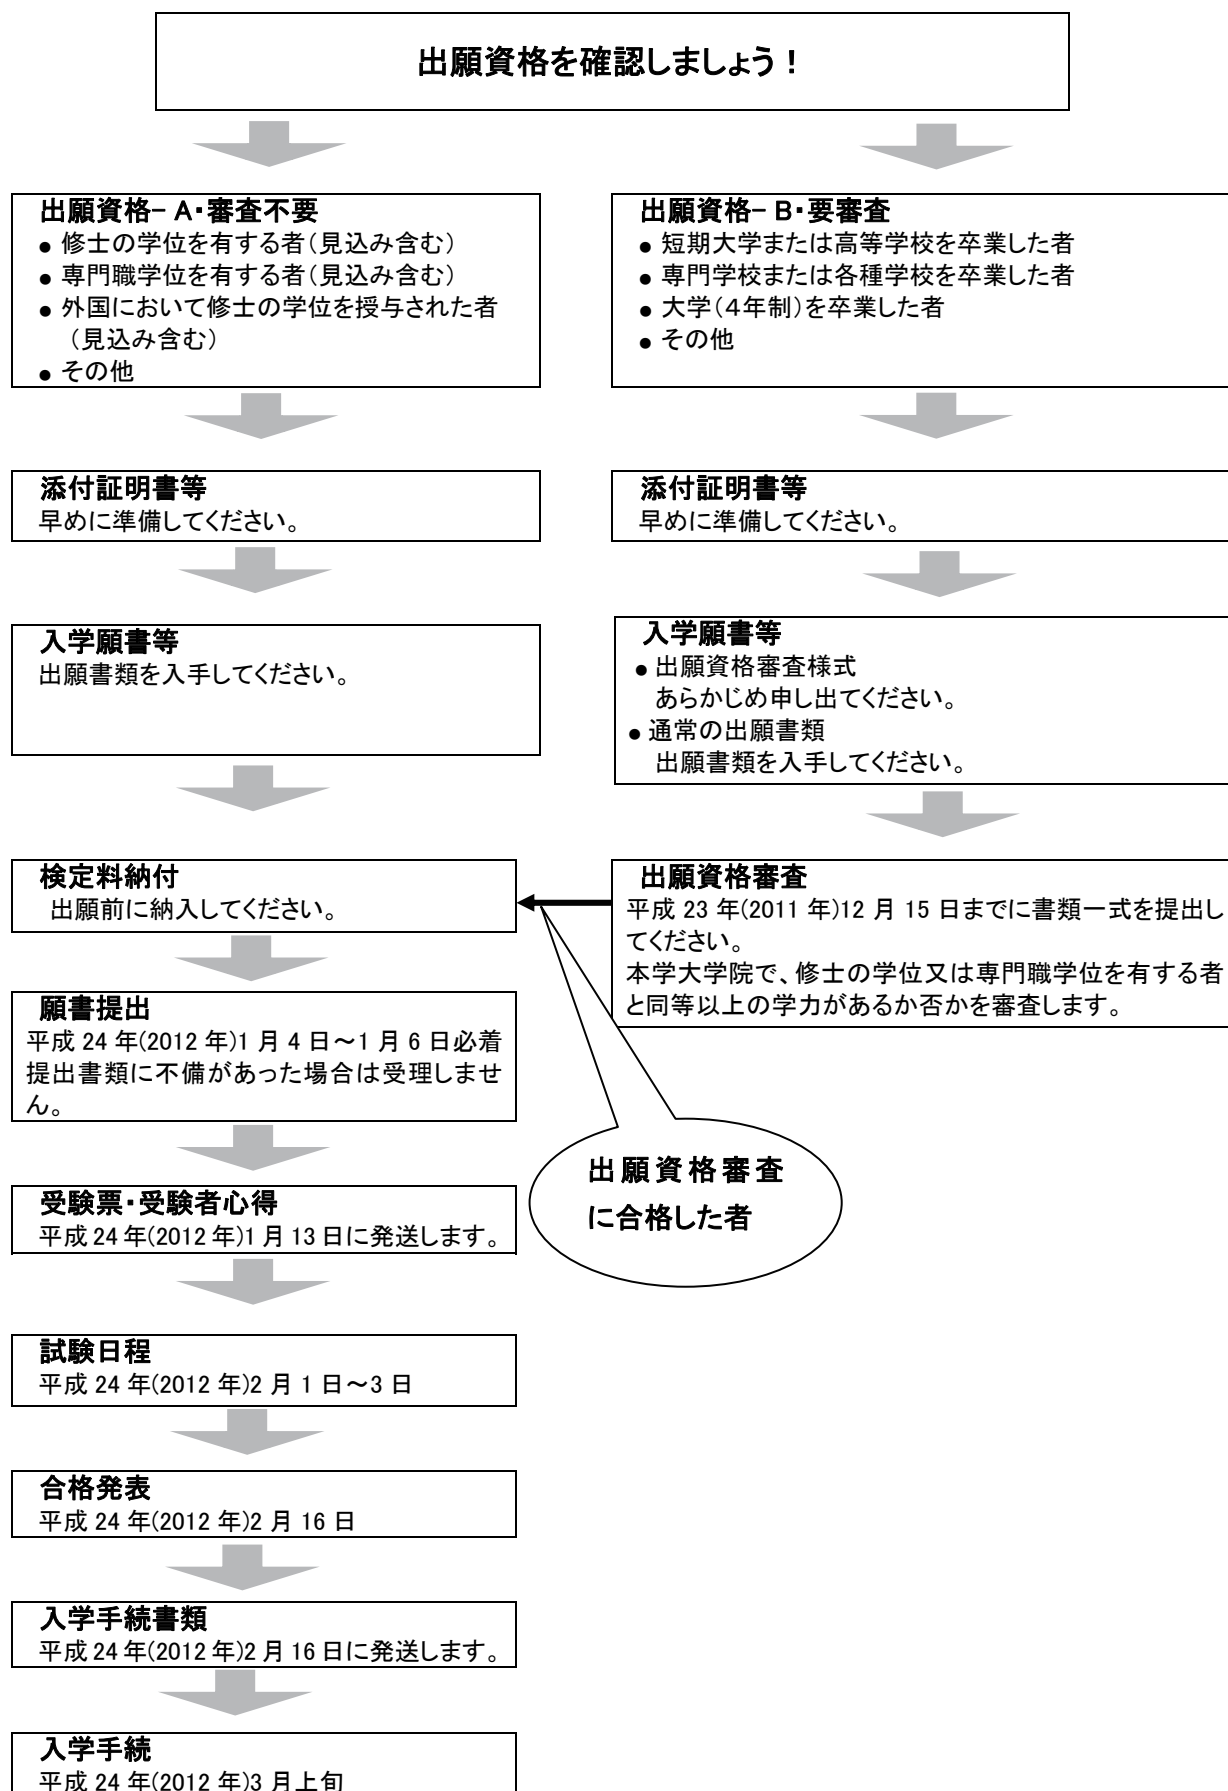 出願資格を確認しましょう！
出願資格－A・審査不要
● 修士の学位を有する者（見込み含む）
● 専門職学位を有する者（見込み含む）
● 外国において修士の学位を授与された者
（見込み含む）
● その他
出願資格－B・要審査
● 短期大学または高等学校を卒業した者
● 専門学校または各種学校を卒業した者
● 大学（４年制）を卒業した者
● その他
添付証明書等
早めに準備してください。
添付証明書等
早めに準備してください。
入学願書等
出願書類を入手してください。
入学願書等
● 出願資格審査様式
あらかじめ申し出てください。
● 通常の出願書類
出願書類を入手してください。
検定料納付
出願前に納入してください。
出願資格審査
平成 23 年(2011 年)12 月 15 日までに書類一式を提出し
てください。
本学大学院で、修士の学位又は専門職学位を有する者
と同等以上の学力があるか否かを審査します。
願書提出
平成 24 年(2012 年)1 月 4 日～1 月 6 日必着
提出書類に不備があった場合は受理しませ
ん。
出願資格審査
に合格した者
受験票・受験者心得
平成 24 年(2012 年)1 月 13 日に発送します。
試験日程
平成 24 年(2012 年)2 月 1 日～3 日
合格発表
平成 24 年(2012 年)2 月 16 日
入学手続書類
平成 24 年(2012 年)2 月 16 日に発送します。
入学手続
平成 24 年(2012 年)3 月上旬